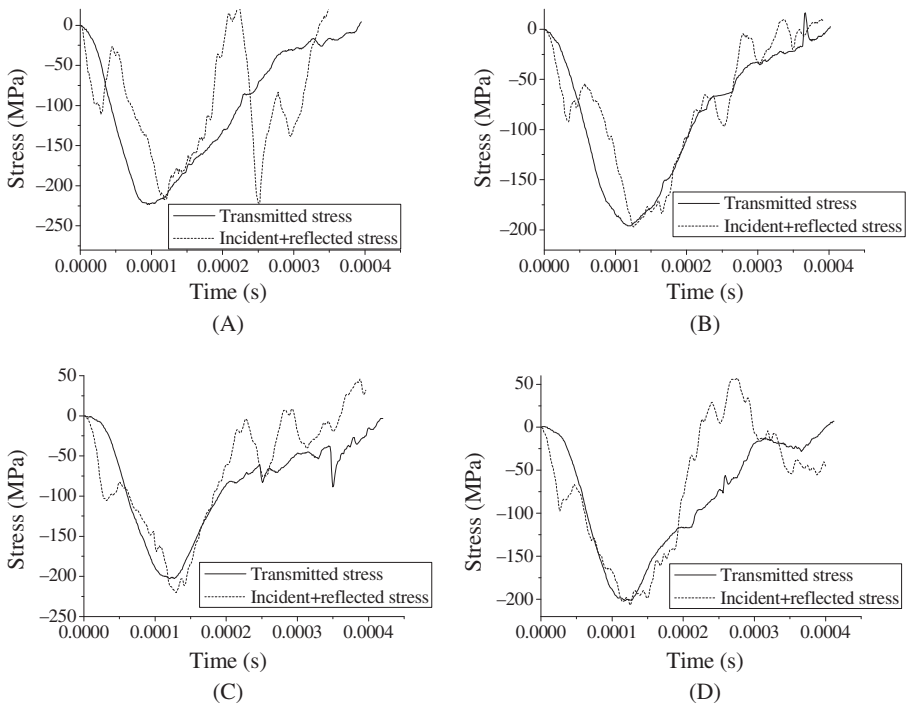 0
−50
−100
−150
−200
−250
Stress (MPa)
Transmitted stress
Incident+reflected stress
0.0000 0.0001 0.0002 0.0003 0.0004
Time (s)
(A)
0
−50
−100
−150
−200
Stress (MPa)
Transmitted stress
Incident+reflected stress
0.0000 0.0001 0.0002 0.0003 0.0004
Time (s)
(B)
50
0
−50
−100
−150
−200
−250
Stress (MPa)
Transmitted stress
Incident+reflected stress
0.0000 0.0001 0.0002 0.0003 0.0004
Time (s)
(C)
50
0
−50
−100
−150
−200
Stress (MPa)
Transmitted stress
Incident+reflected stress
0.0000 0.0001 0.0002 0.0003 0.0004
Time (s)
(D)